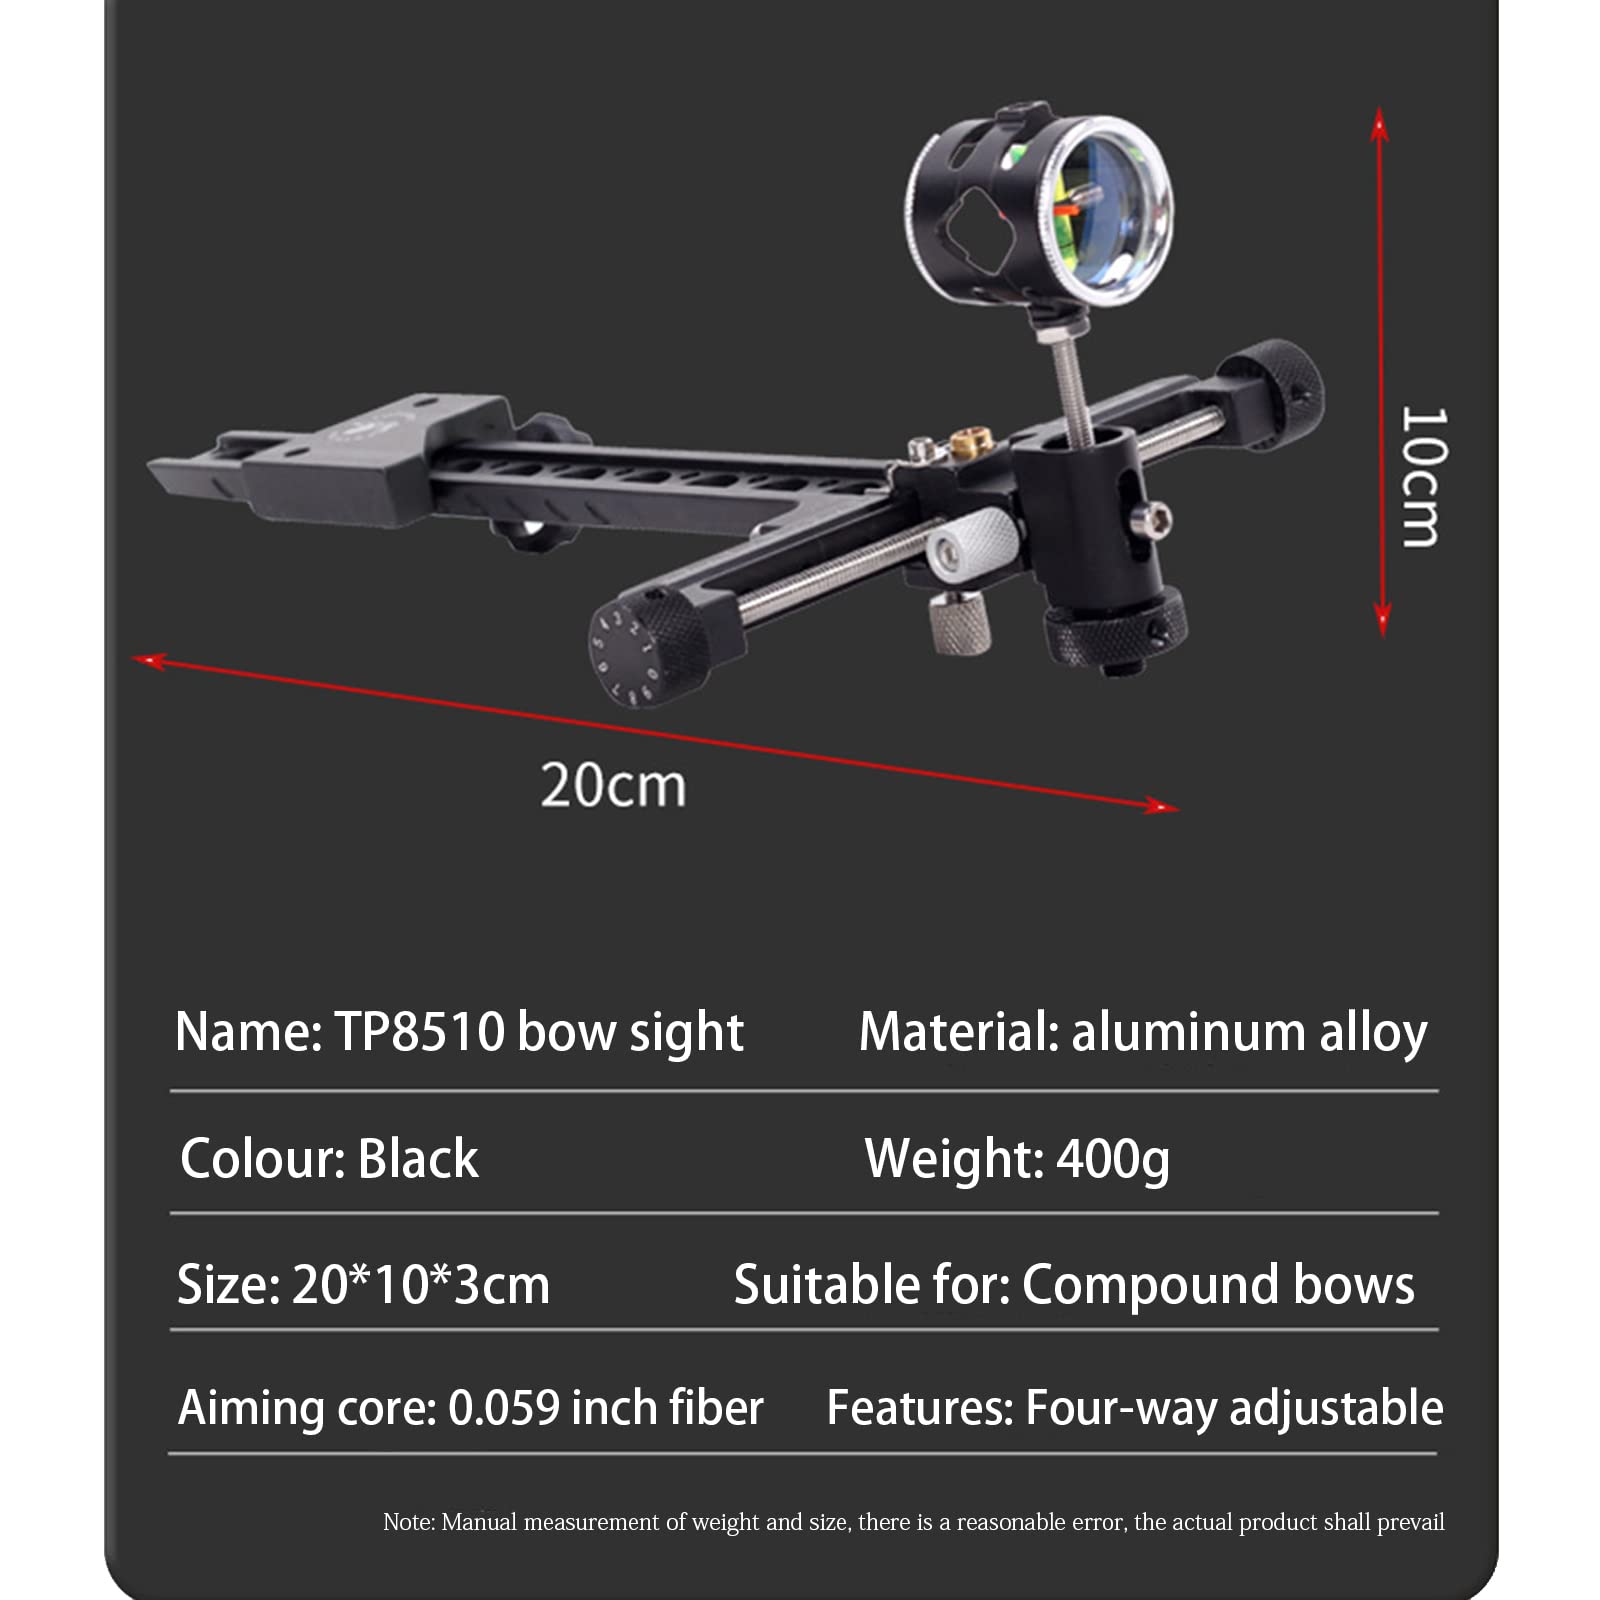 10cm
20cm
Name: TP8510 bow sight
Material: aluminum alloy
Colour: Black
Weight: 400g
Size: 20*10*3cm
Suitable for: Compound bows
Aiming core: 0.059 inch fiber
Features: Four-way adjustable
Note: Manual measurement of weight and size, there is a reasonable error, the actual product shall prevail